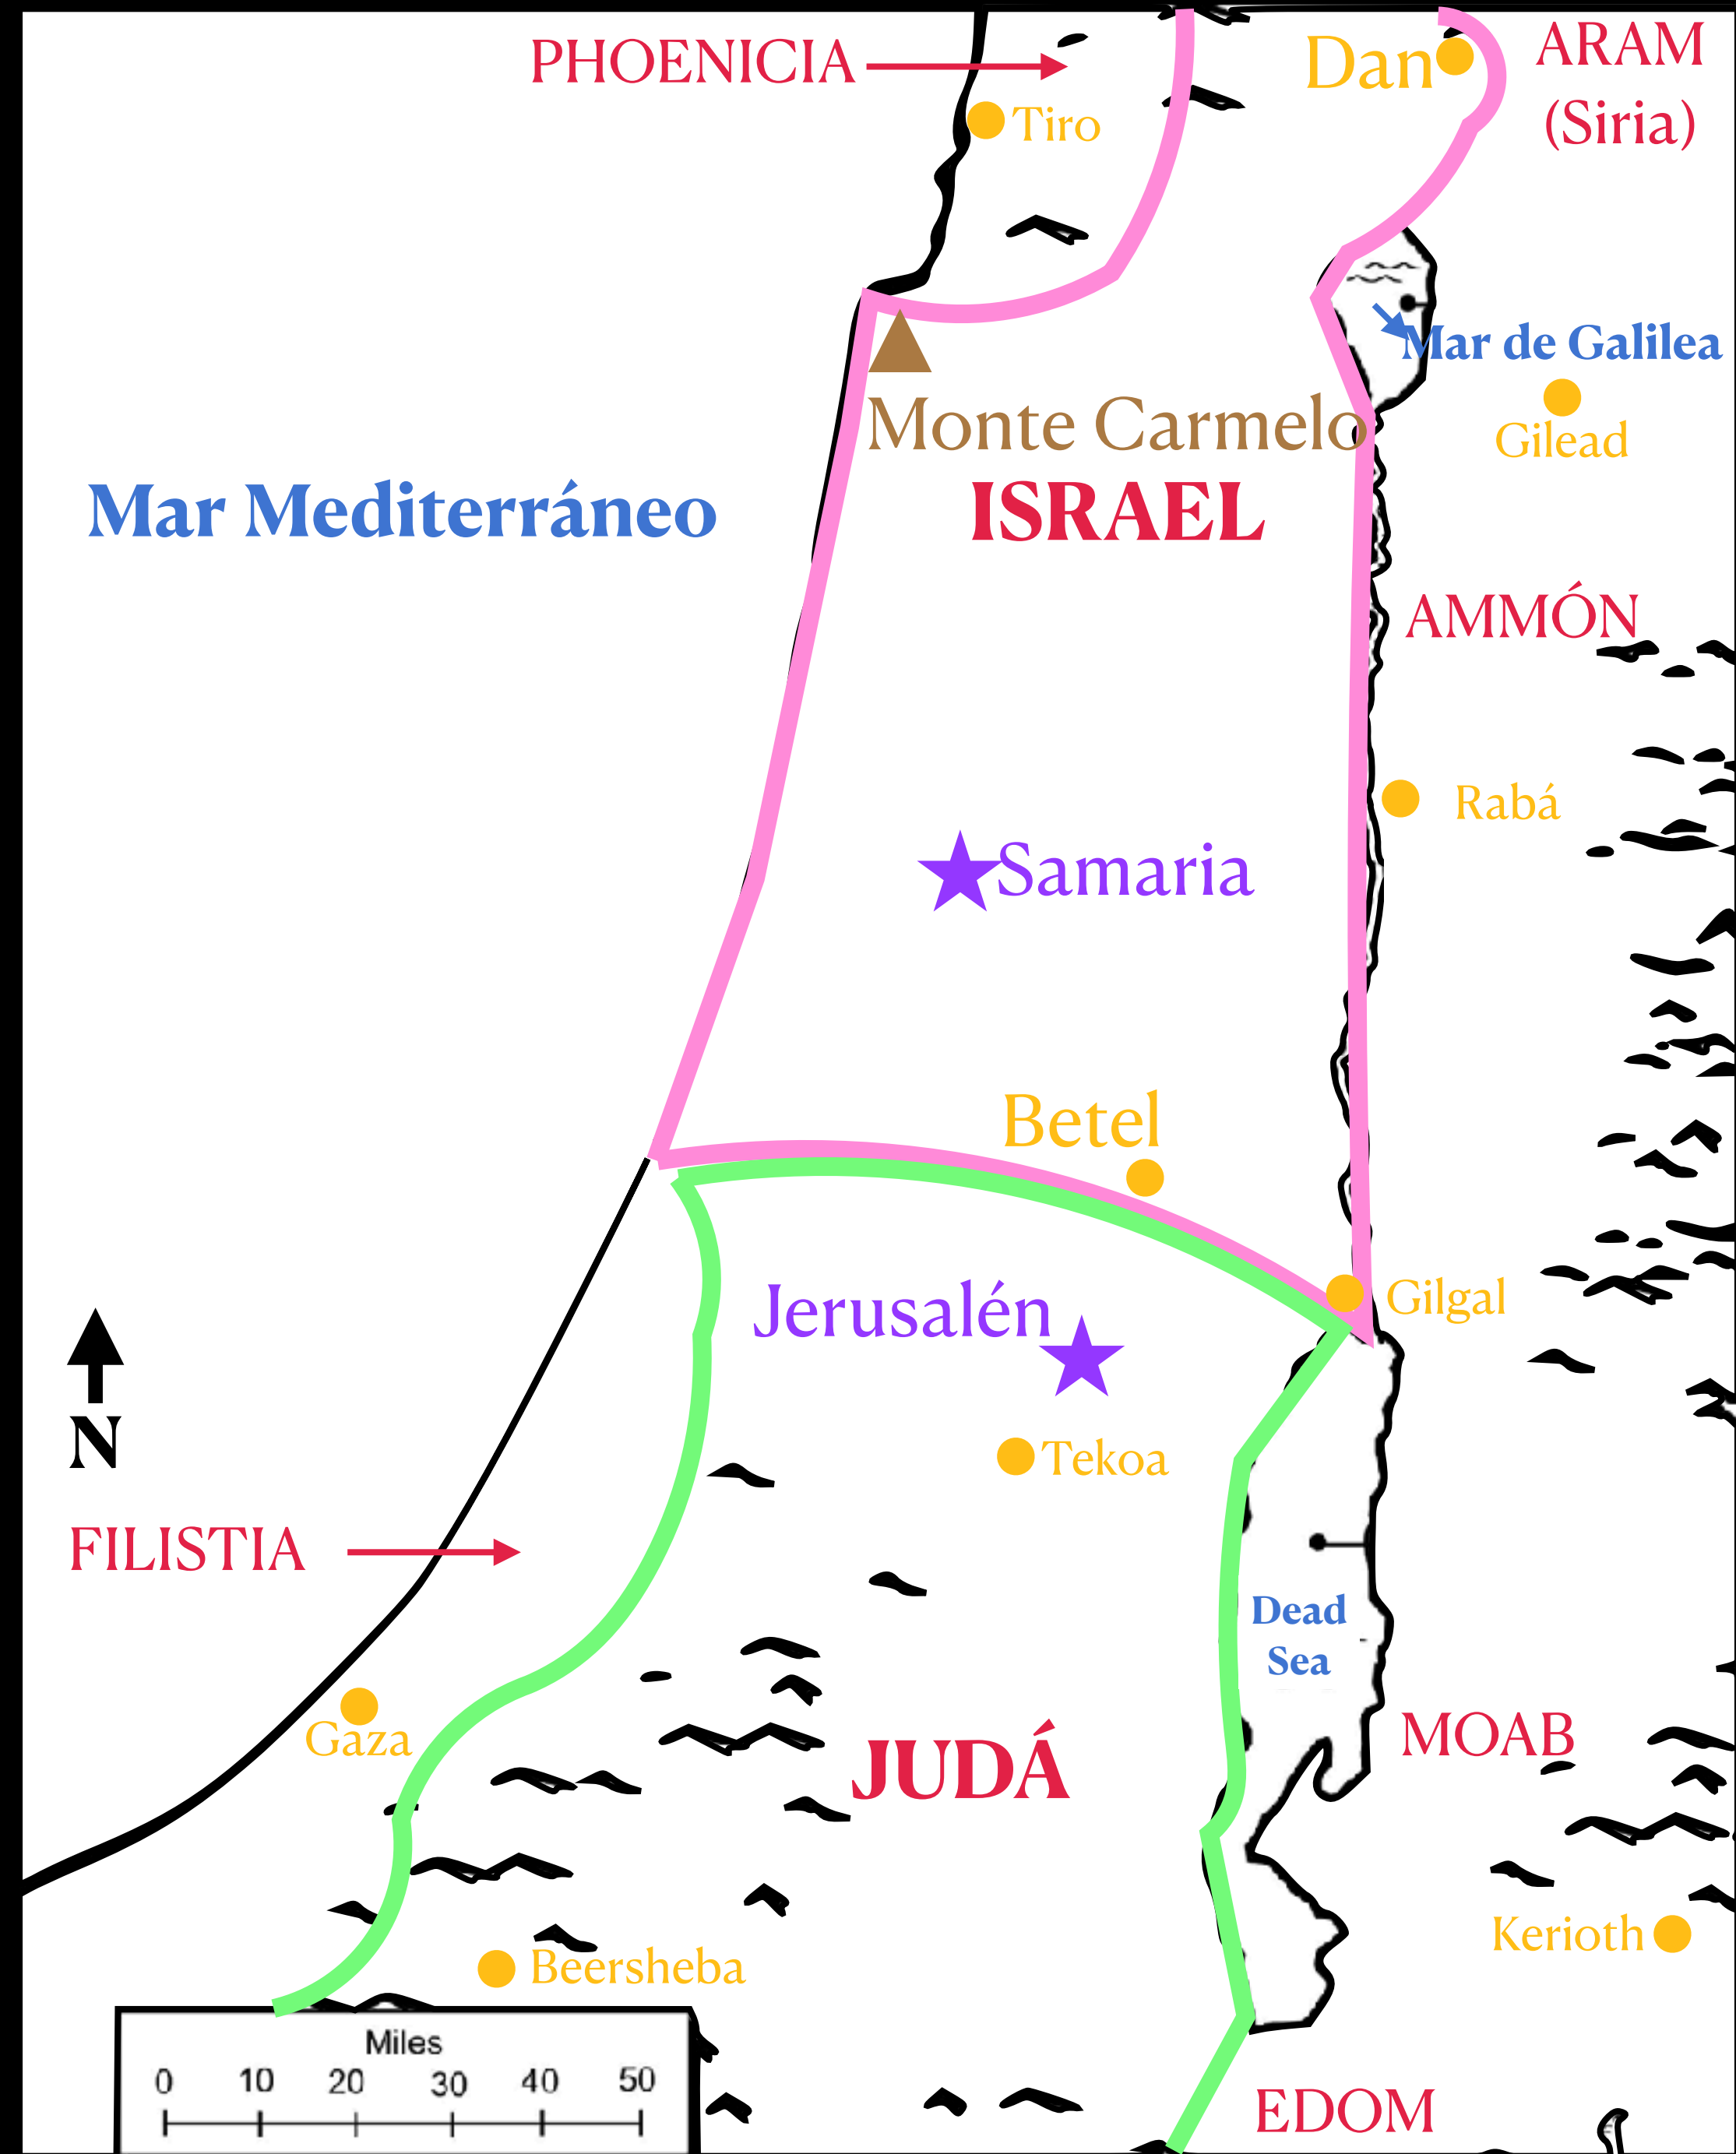 PHOENICIA
Dan
ARAM
(Siria)
Tiro
Mar de Galilea
Gilead
Monte Carmelo
Mar Mediterráneo
ISRAEL
AMMÓN
Rabá
Samaria
Betel
Gilgal
Jerusalén
N
Tekoa
FILISTIA
Dead
Sea
Gaza
JUDÁ
MOAB
Kerioth
Beersheba
Miles
0 10 20 30 40 50
EDOM